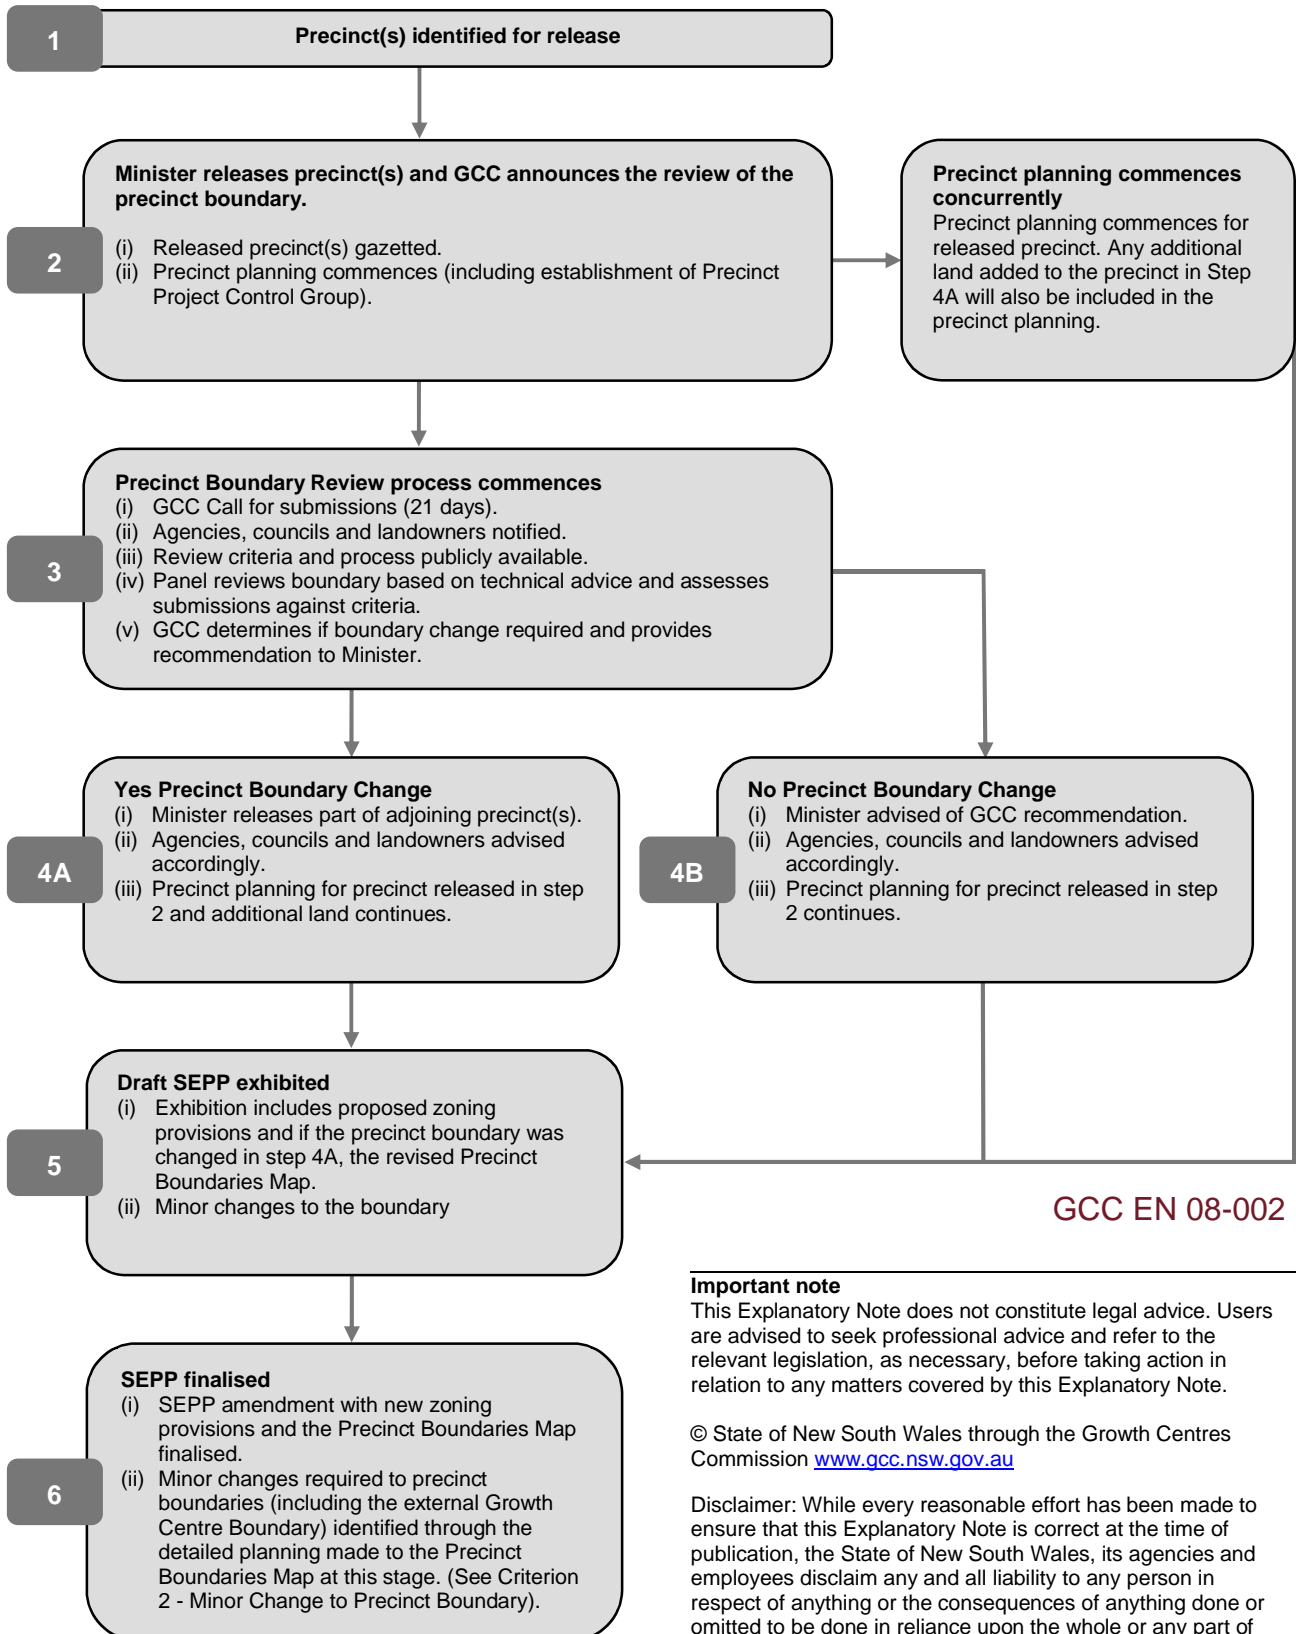 1
Precinct(s) identified for release
2
Minister releases precinct(s) and GCC announces the review of the
precinct boundary.
(i) Released precinct(s) gazetted.
(ii) Precinct planning commences (including establishment of Precinct
Project Control Group).
Precinct planning commences
concurrently
Precinct planning commences for
released precinct. Any additional
land added to the precinct in Step
4A will also be included in the
precinct planning.
3
Precinct Boundary Review process commences
(i) GCC Call for submissions (21 days).
(ii) Agencies, councils and landowners notified.
(iii) Review criteria and process publicly available.
(iv) Panel reviews boundary based on technical advice and assesses
submissions against criteria.
(v) GCC determines if boundary change required and provides
recommendation to Minister.
4A
Yes Precinct Boundary Change
(i) Minister releases part of adjoining precinct(s).
(ii) Agencies, councils and landowners advised
accordingly.
(iii) Precinct planning for precinct released in step
2 and additional land continues.
4B
No Precinct Boundary Change
(i) Minister advised of GCC recommendation.
(ii) Agencies, councils and landowners advised
accordingly.
(iii) Precinct planning for precinct released in step
2 continues.
5
Draft SEPP exhibited
(i) Exhibition includes proposed zoning
provisions and if the precinct boundary was
changed in step 4A, the revised Precinct
Boundaries Map.
(ii) Minor changes to the boundary
6
SEPP finalised
(i) SEPP amendment with new zoning
provisions and the Precinct Boundaries Map
finalised.
(ii) Minor changes required to precinct
boundaries (including the external Growth
Centre Boundary) identified through the
detailed planning made to the Precinct
Boundaries Map at this stage. (See Criterion
2 - Minor Change to Precinct Boundary).
GCC EN 08-002
Important note
This Explanatory Note does not constitute legal advice. Users
are advised to seek professional advice and refer to the
relevant legislation, as necessary, before taking action in
relation to any matters covered by this Explanatory Note.
© State of New South Wales through the Growth Centres
Commission www.gcc.nsw.gov.au
Disclaimer: While every reasonable effort has been made to
ensure that this Explanatory Note is correct at the time of
publication, the State of New South Wales, its agencies and
employees disclaim any and all liability to any person in
respect of anything or the consequences of anything done or
omitted to be done in reliance upon the whole or any part of